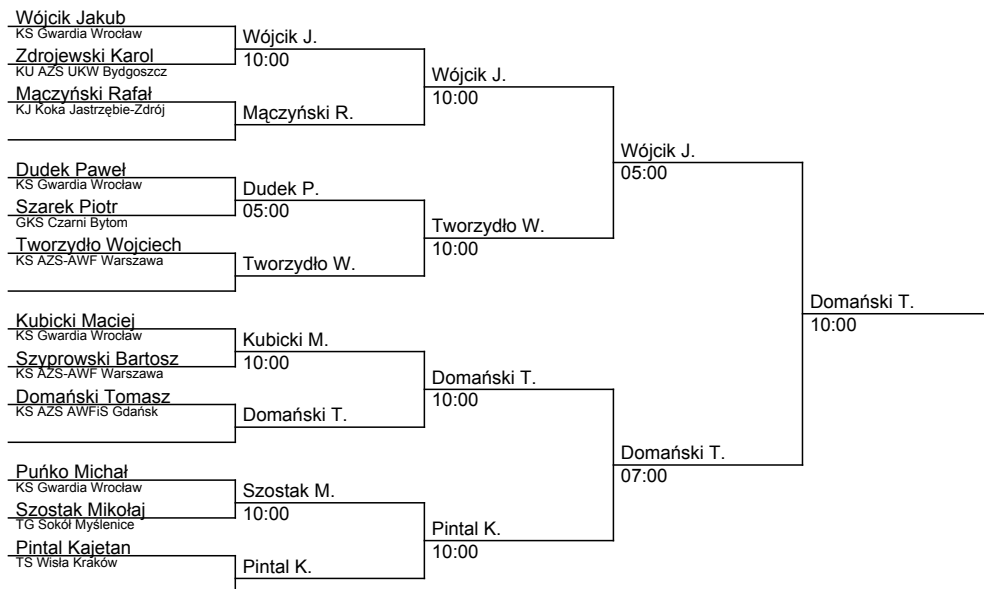 Wójcik Jakub
KS Gwardia Wrocław
Zdrojewski Karol
KU AZS UKW Bydgoszcz
Mączyński Rafał
KJ Koka Jastrzębie-Zdrój
Dudek Paweł
KS Gwardia Wrocław
Szarek Piotr
GKS Czarni Bytom
Tworzydło Wojciech
KS AZS-AWF Warszawa
Kubicki Maciej
KS Gwardia Wrocław
Szyprowski Bartosz
KS AZS-AWF Warszawa
Domański Tomasz
KS AZS AWFiS Gdańsk
Puńko Michał
KS Gwardia Wrocław
Szostak Mikołaj
TG Sokół Myślenice
Pintal Kajetan
TS Wisła Kraków
Wójcik J.
10:00
Mączyński R.
Dudek P.
05:00
Tworzydło W.
Kubicki M.
10:00
Domański T.
Szostak M.
10:00
Pintal K.
Wójcik J.
10:00
Tworzydło W.
10:00
Domański T.
10:00
Pintal K.
10:00
Wójcik J.
05:00
Domański T.
07:00
Domański T.
10:00